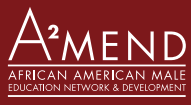 A²MEND
AFRICAN AMERICAN MALE
EDUCATION NETWORK & DEVELOPMENT